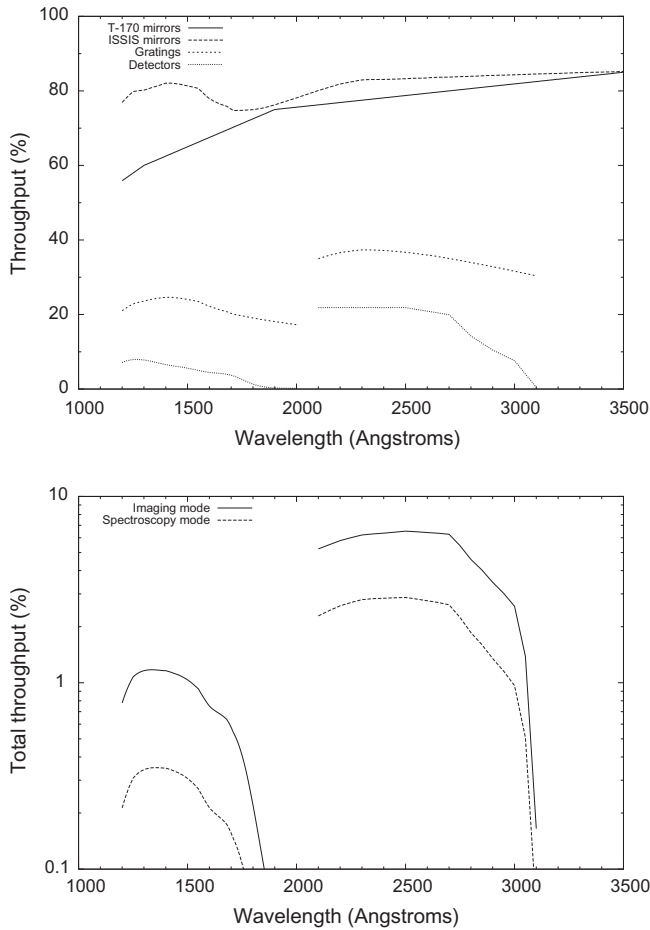 100
80
60
40
20
0
Throughput (%)
T-170 mirrors
ISSIS mirrors
Gratings
Detectors
1000 1500 2000 2500 3000 3500
Wavelength (Angstroms)
10
1
0.1
Total throughput (%)
Imaging mode
Spectroscopy mode
1000 1500 2000 2500 3000 3500
Wavelength (Angstroms)